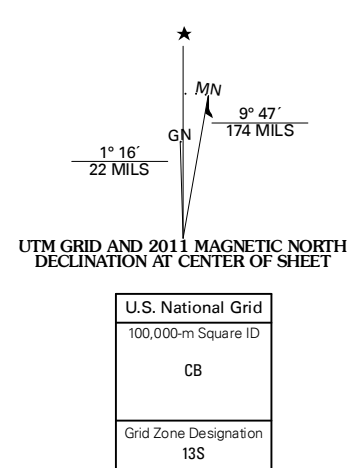 MN
9° 47´
174 MILS
GN
1° 16´
22 MILS
UTM GRID AND 2011 MAGNETIC NORTH
DECLINATION AT CENTER OF SHEET
U.S. National Grid
100,000-m Square ID
CB
Grid Zone Designation
13S